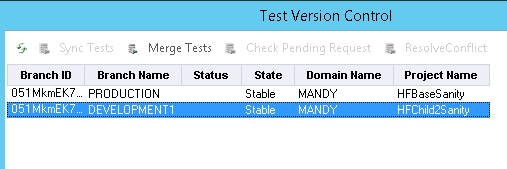 Test Version Control
Sync Tests Merge Tests Check Pending Request ResolveConflict
Branch ID Branch Name Status State Domain Name Project Name
051MkmEK7... PRODUCTION Stable MANDY HFBaseSanity
051MkmEK7... DEVELOPMENT1 Stable MANDY HFChild2Sanity